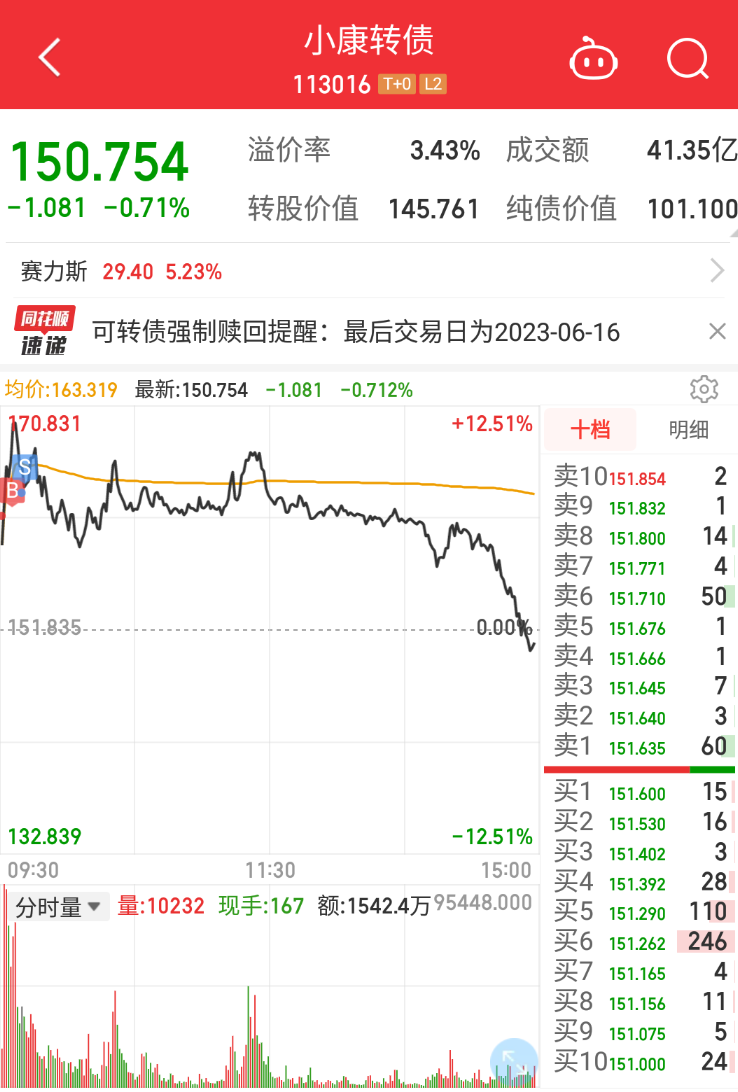 小康转债
113016 T+0 L2
150.754
-1.081 -0.71%
溢价率 3.43% 成交额 41.35亿
转股价值 145.761 纯债价值 101.100
赛力斯 29.40 5.23%
同花顺
速递
可转债强制赎回提醒：最后交易日为2023-06-16
均价:163.319 最新:150.754 -1.081 -0.712%
170.831 +12.51%
S
B
151.835 0.00%
132.839 -12.51%
09:30 11:30 15:00
分时量 量:10232 现手:167 额:1542.4万 95448.000
十档 明细
卖10 151.854 2
卖9 151.832 1
卖8 151.800 14
卖7 151.771 4
卖6 151.710 50
卖5 151.676 1
卖4 151.666 1
卖3 151.645 7
卖2 151.640 3
卖1 151.635 60
买1 151.600 15
买2 151.530 16
买3 151.402 3
买4 151.392 28
买5 151.290 110
买6 151.262 246
买7 151.165 4
买8 151.156 11
买9 151.075 5
买10 151.000 24